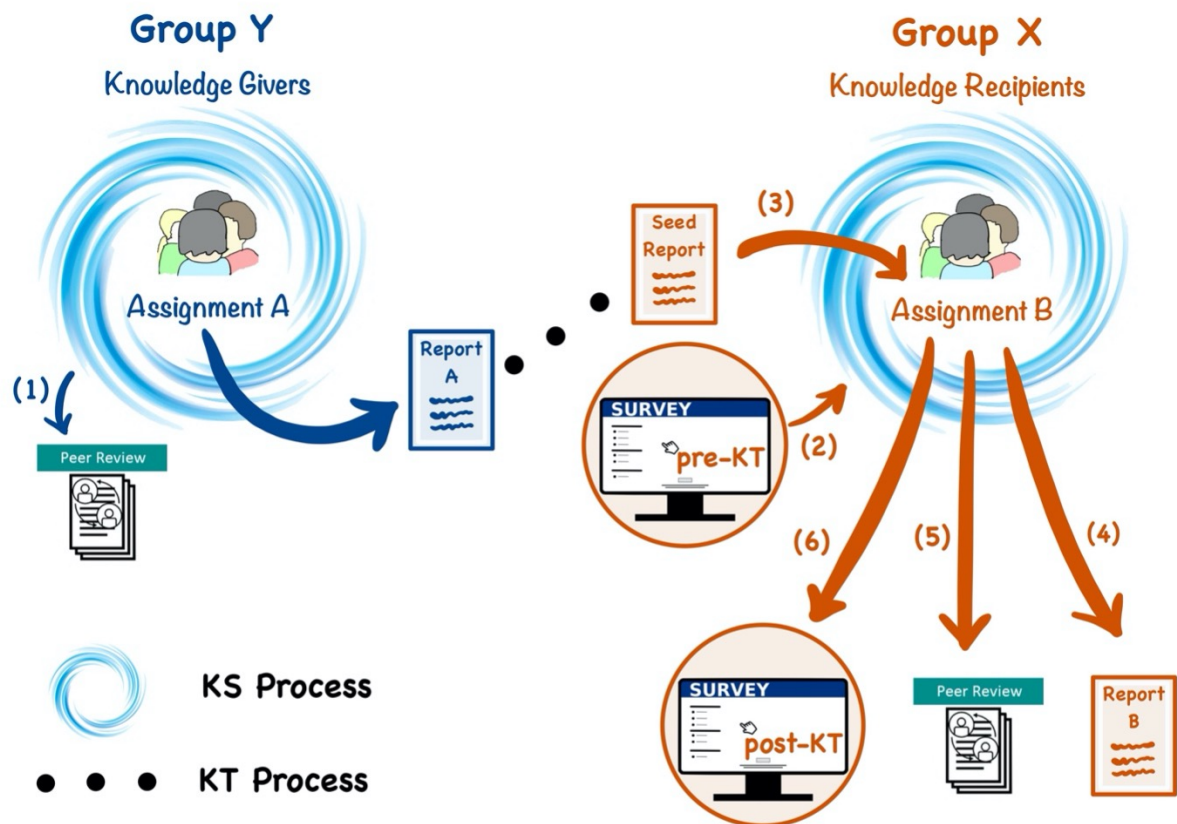 Group Y
Knowledge Givers
Assignment A
(1)
Peer Review
Report
A
Group X
Knowledge Recipients
Seed
Report
(3)
Assignment B
SURVEY
pre-KT
(2)
(6)
(5)
(4)
SURVEY
post-KT
Peer Review
Report
B
KS Process
KT Process